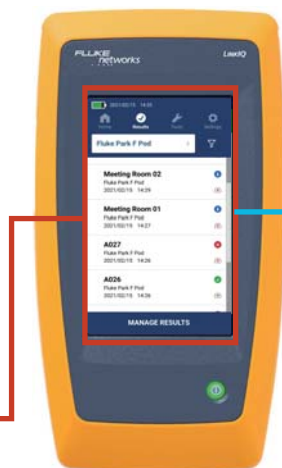 FLUKE
networks
LinkIQ
2021/02/15 14:35
Home Results Tools Settings
Fluke Park F Pod
Meeting Room 02
Fluke Park F Pod
2021/02/15 14:29
Meeting Room 01
Fluke Park F Pod
2021/02/15 14:27
A027
Fluke Park F Pod
2021/02/15 14:26
A026
Fluke Park F Pod
2021/02/15 14:26
MANAGE RESULTS